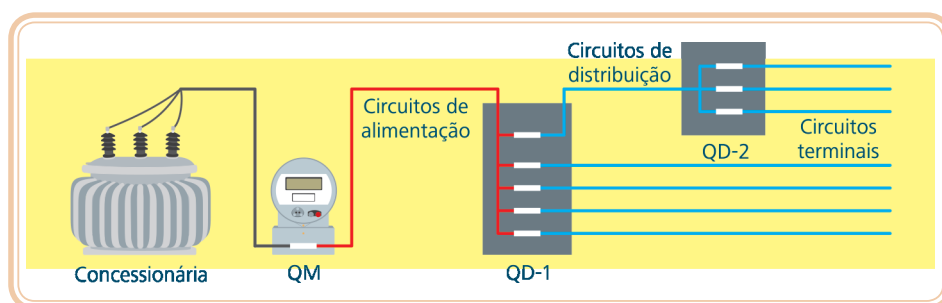 Circuitos de
distribuição
Circuitos de
alimentação
Circuitos
terminais
QD-2
Concessionária
QM
QD-1